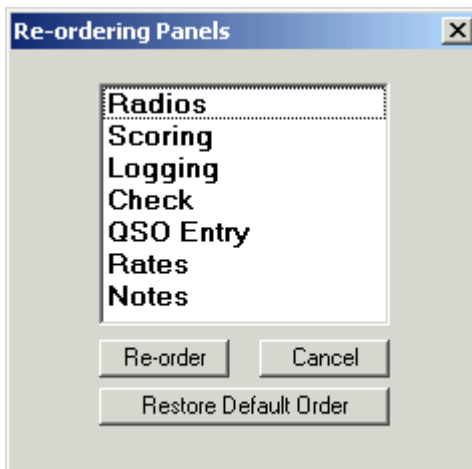 Re-ordering Panels
Radios
Scoring
Logging
Check
QSO Entry
Rates
Notes
Re-order Cancel
Restore Default Order